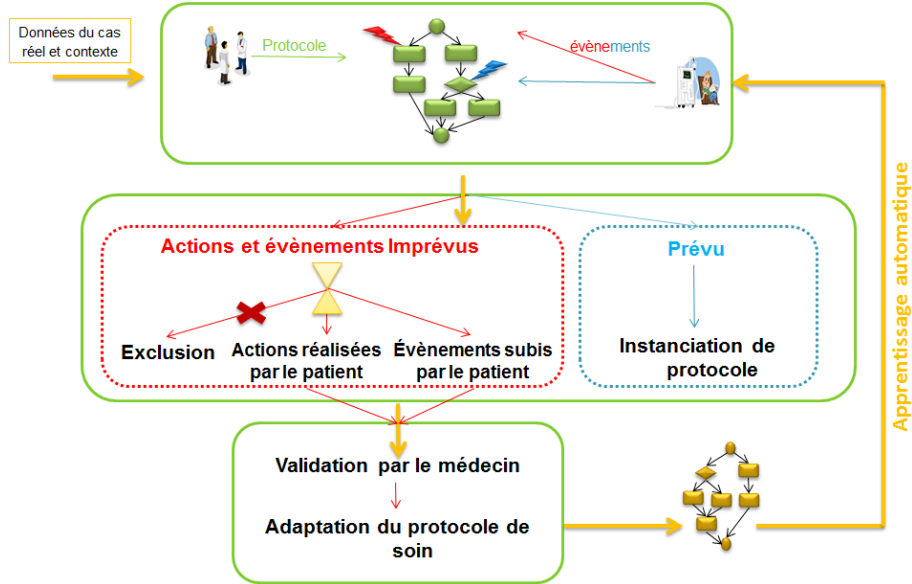 Données du cas
réel et contexte
Protocole
évènements
Actions et évènements Imprévus
Prévu
Exclusion
Actions réalisées
par le patient
Évènements subis
par le patient
Instanciation de
protocole
Validation par le médecin
Adaptation du protocole de
soin
Apprentissage automatique